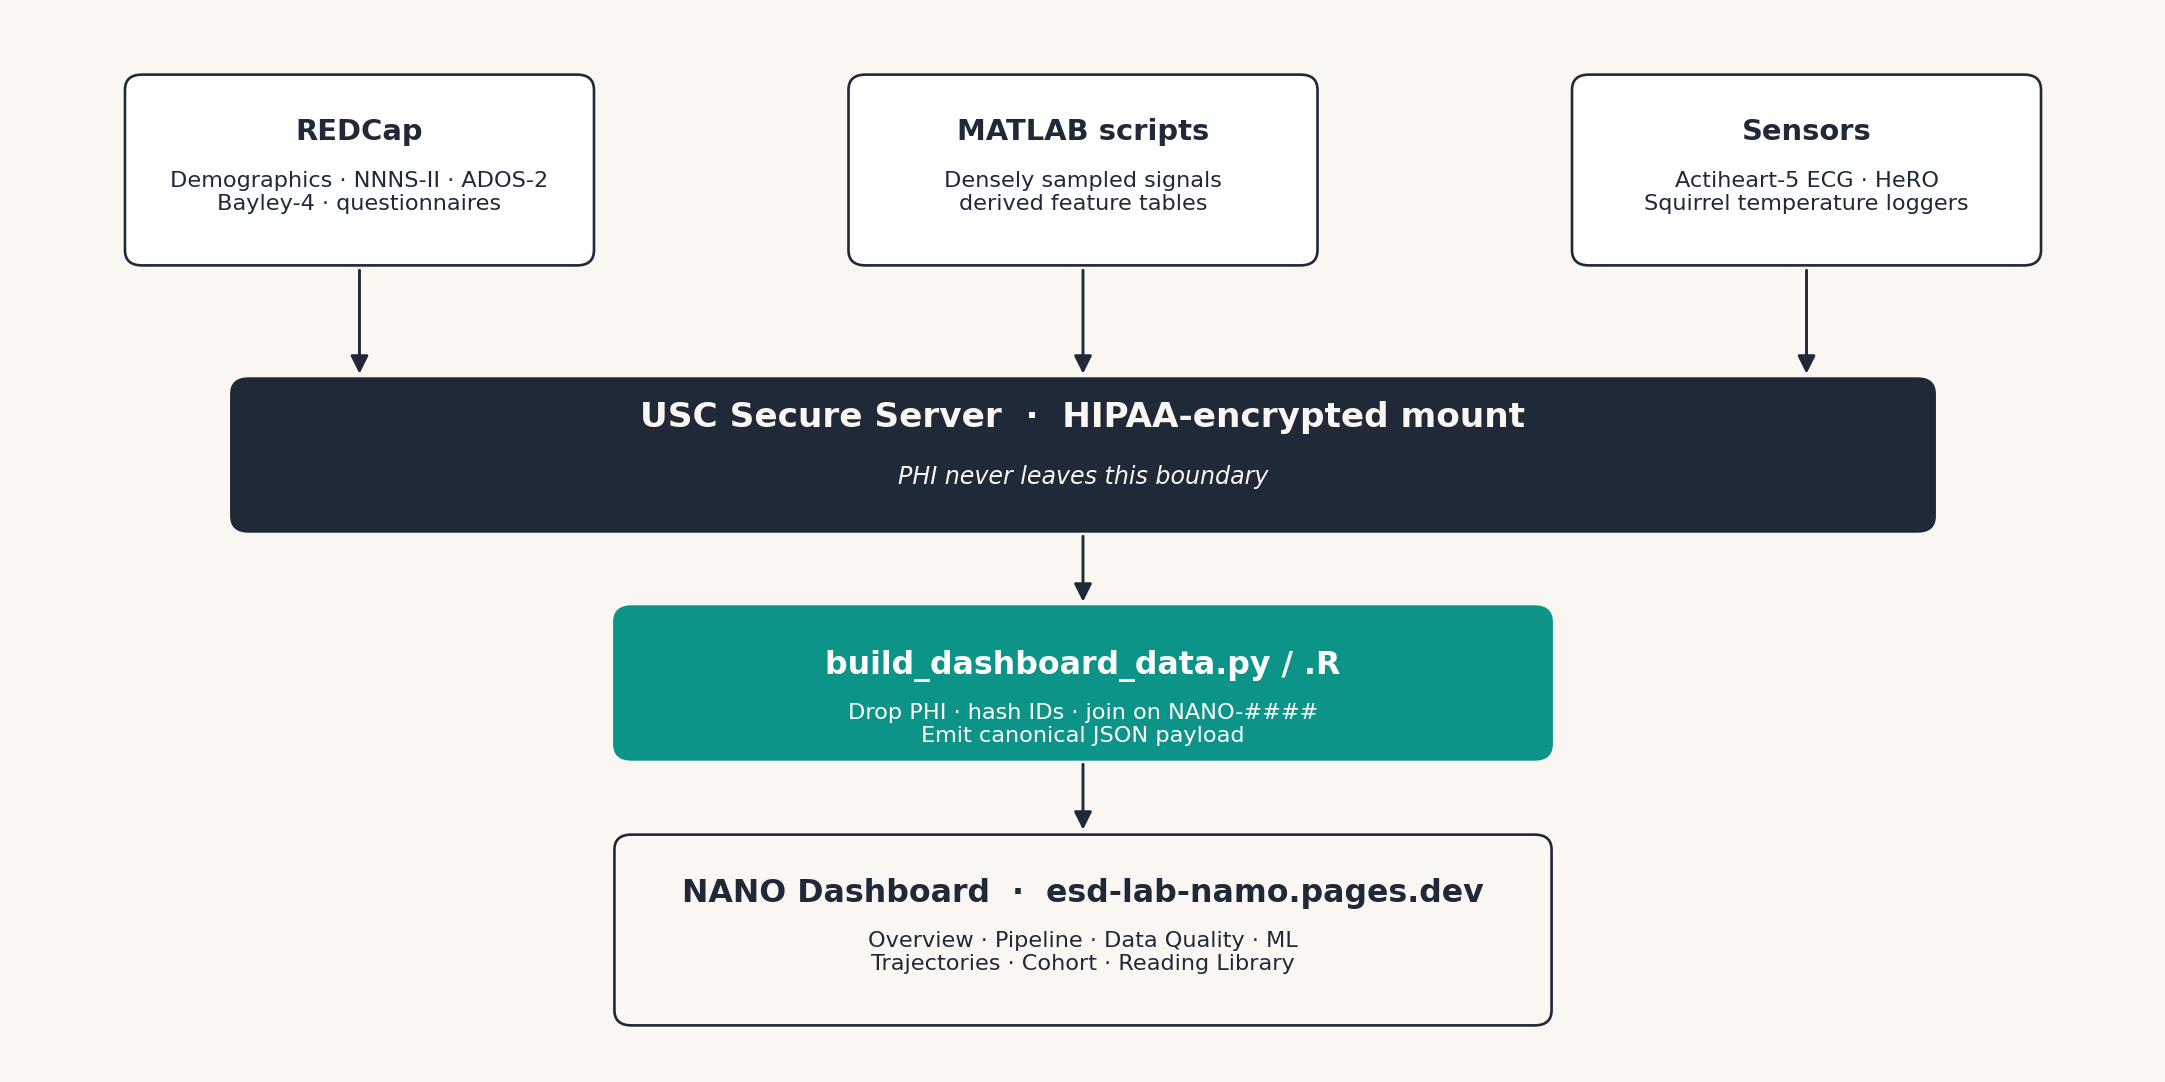 REDCap
Demographics · NNNS-II · ADOS-2
Bayley-4 · questionnaires
MATLAB scripts
Densely sampled signals
derived feature tables
Sensors
Actiheart-5 ECG · HeRO
Squirrel temperature loggers
USC Secure Server · HIPAA-encrypted mount
PHI never leaves this boundary
build_dashboard_data.py / .R
Drop PHI · hash IDs · join on NANO-####
Emit canonical JSON payload
NANO Dashboard · esd-lab-namo.pages.dev
Overview · Pipeline · Data Quality · ML
Trajectories · Cohort · Reading Library